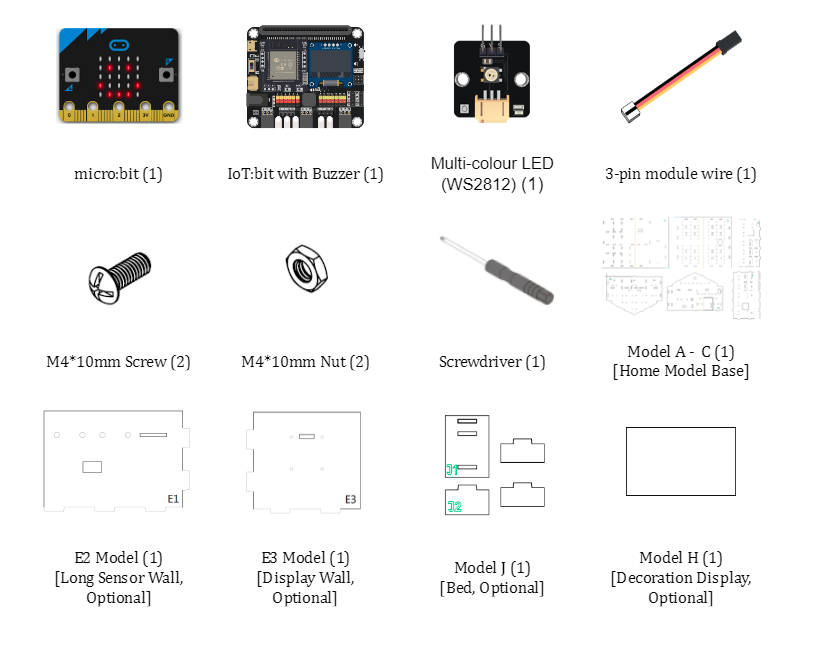 0 1 2 3V GND
micro:bit (1)
IoT:bit with Buzzer (1)
Multi-colour LED
(WS2812) (1)
3-pin module wire (1)
M4*10mm Screw (2)
M4*10mm Nut (2)
Screwdriver (1)
Model A - C (1)
[Home Model Base]
E1
E3
J1
J2
E2 Model (1)
[Long Sensor Wall,
Optional]
E3 Model (1)
[Display Wall,
Optional]
Model J (1)
[Bed, Optional]
Model H (1)
[Decoration Display,
Optional]